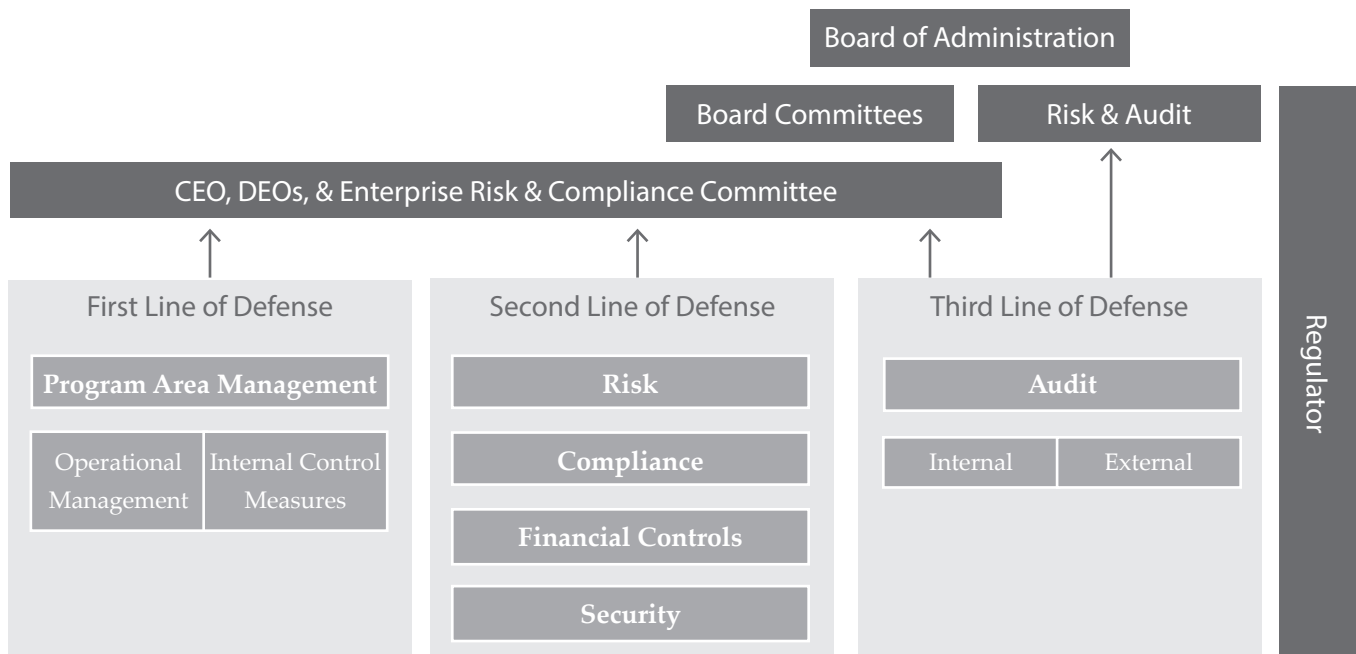 Board of Administration
Board Committees
Risk & Audit
CEO, DEOs, & Enterprise Risk & Compliance Committee
First Line of Defense
Program Area Management
Operational
Management
Internal Control
Measures
Second Line of Defense
Risk
Compliance
Financial Controls
Security
Third Line of Defense
Audit
Internal
External
Regulator